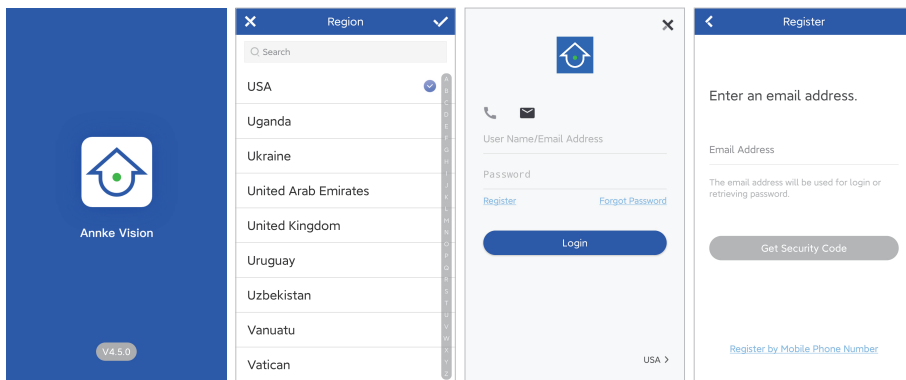 Annke Vision
V4.5.0
Region
Search
USA
Uganda
Ukraine
United Arab Emirates
United Kingdom
Uruguay
Uzbekistan
Vanuatu
Vatican
User Name/Email Address
Password
Register Forgot Password
Login
USA >
Register
Enter an email address.
Email Address
The email address will be used for login or
retrieving password.
Get Security Code
Register by Mobile Phone Number